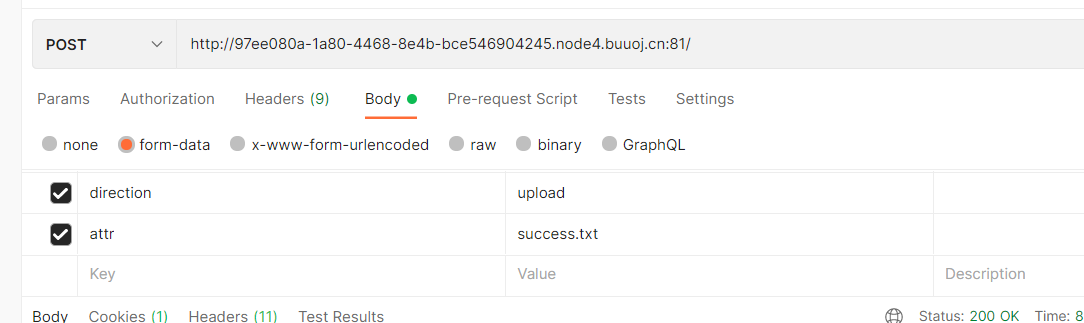 POST http://97ee080a-1a80-4468-8e4b-bce546904245.node4.buuoj.cn:81/
Params Authorization Headers (9) Body Pre-request Script Tests Settings
none form-data x-www-form-urlencoded raw binary GraphQL
direction upload
attr success.txt
Key Value Description
Body Cookies (1) Headers (11) Test Results Status: 200 OK Time: 8